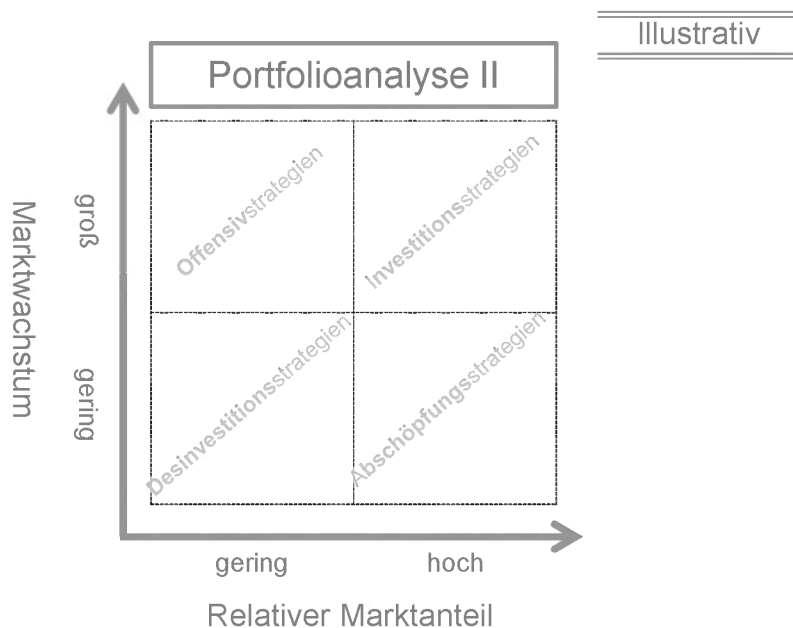 Illustrativ
Portfolioanalyse II
Marktwachstum
groß
gering
Offensivstrategien
Investitionsstrategien
Desinvestitionsstrategien
Abschöpfungsstrategien
gering
hoch
Relativer Marktanteil